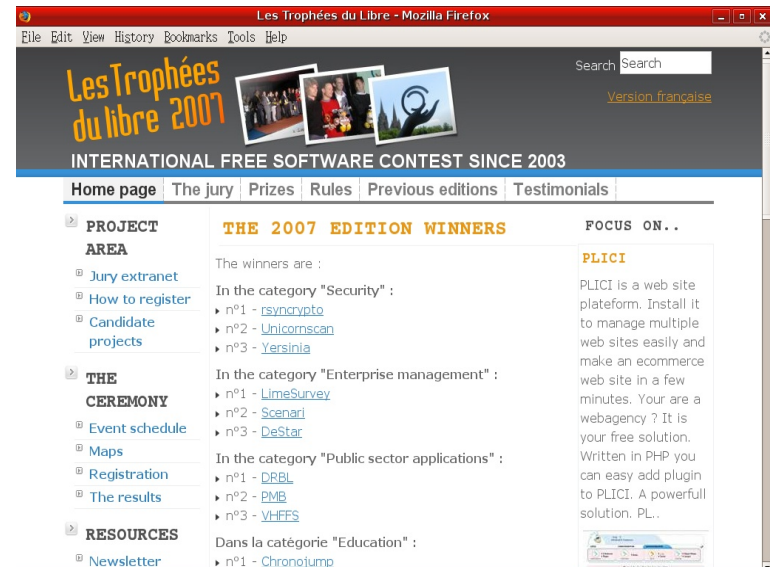 Les Trophées du Libre - Mozilla Firefox
File Edit View History Bookmarks Tools Help
Les Trophées
du libre 2007
Search Search
Version française
INTERNATIONAL FREE SOFTWARE CONTEST SINCE 2003
Home page The jury Prizes Rules Previous editions Testimonials
PROJECT
AREA
Jury extranet
How to register
Candidate
projects
THE
CEREMONY
Event schedule
Maps
Registration
The results
RESOURCES
Newsletter
THE 2007 EDITION WINNERS
The winners are :
In the category "Security" :
n°1 - rsyncrypto
n°2 - Unicornscan
n°3 - Yersinia
In the category "Enterprise management" :
n°1 - LimeSurvey
n°2 - Scenari
n°3 - DeStar
In the category "Public sector applications" :
n°1 - DRBL
n°2 - PMB
n°3 - VHFFS
Dans la catégorie "Education" :
n°1 - Chronojump
FOCUS ON..
PLICI
PLICI is a web site
plateform. Install it
to manage multiple
web sites easily and
make an ecommerce
web site in a few
minutes. Your are a
webagency ? It is
your free solution.
Written in PHP you
can easy add plugin
to PLICI. A powerfull
solution. PL..